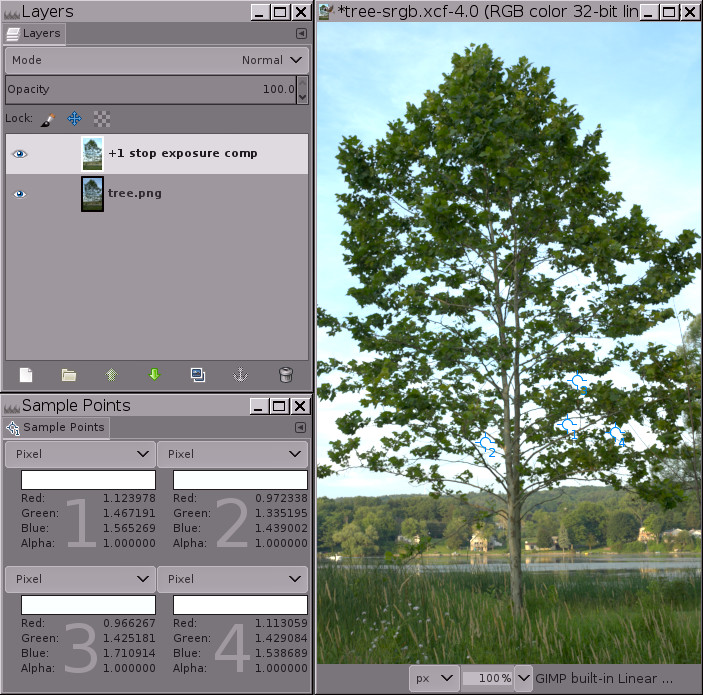 Layers
Layers
Mode Normal
Opacity 100.0
Lock:
+1 stop exposure comp
tree.png
Sample Points
Sample Points
Pixel Pixel
Red: 1.123978 Red: 0.972338
Green: 1.467191 Green: 1.335195
Blue: 1.565269 Blue: 1.439002
Alpha: 1.000000 Alpha: 1.000000
1 2
Pixel Pixel
Red: 0.966267 Red: 1.113059
Green: 1.425181 Green: 1.429084
Blue: 1.710914 Blue: 1.538689
Alpha: 1.000000 Alpha: 1.000000
3 4
*tree-srgb.xcf-4.0 (RGB color 32-bit lin
3
1
4
2
px 100% GIMP built-in Linear ...